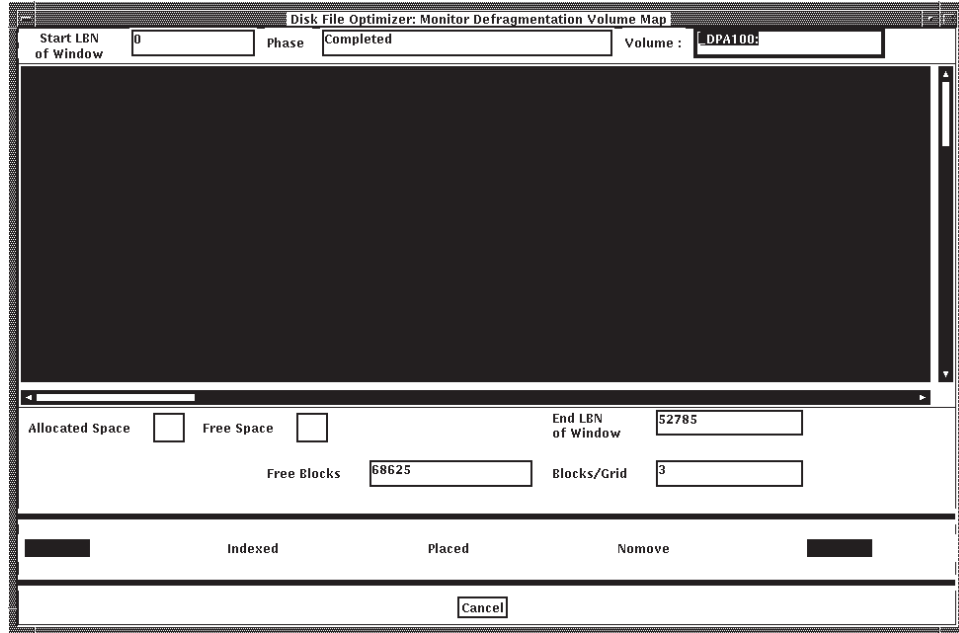 Disk File Optimizer: Monitor Defragmentation Volume Map
Start LBN
of Window
0
Phase
Completed
Volume :
_DPA100:
Allocated Space
Free Space
End LBN
of Window
52785
Free Blocks
68625
Blocks/Grid
3
Indexed
Placed
Nomove
Cancel